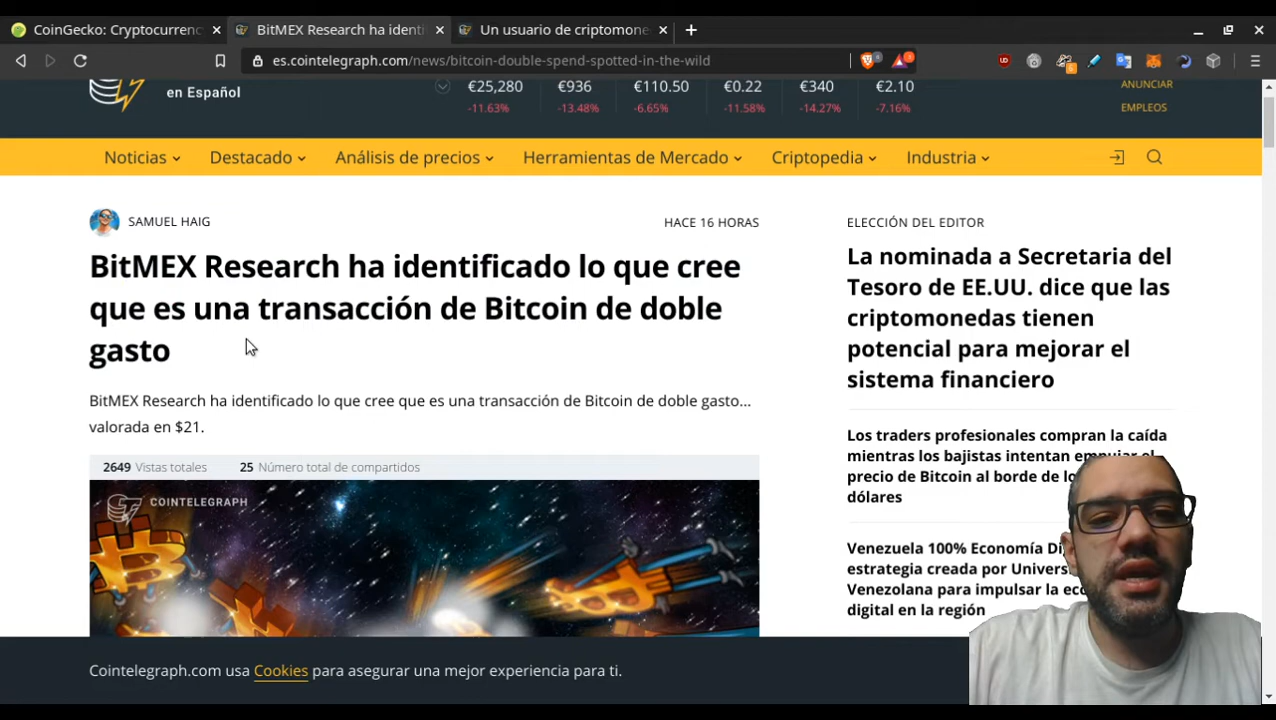 CoinGecko: Cryptocurrenc
BitMEX Research ha identi
Un usuario de criptomone
es.cointelegraph.com/news/bitcoin-double-spend-spotted-in-the-wild
en Español
€25,280 €936 €110.50 €0.22 €340 €2.10
-11.63% -13.48% -6.65% -11.58% -14.27% -7.16%
ANUNCIAR
EMPLEOS
Noticias Destacado Análisis de precios Herramientas de Mercado Criptopedia Industria
SAMUEL HAIG
HACE 16 HORAS
BitMEX Research ha identificado lo que cree
que es una transacción de Bitcoin de doble
gasto
BitMEX Research ha identificado lo que cree que es una transacción de Bitcoin de doble gasto...
valorada en $21.
2649 Vistas totales 25 Número total de compartidos
COINTELEGRAPH
ELECCIÓN DEL EDITOR
La nominada a Secretaria del
Tesoro de EE.UU. dice que las
criptomonedas tienen
potencial para mejorar el
sistema financiero
Los traders profesionales compran la caída
mientras los bajistas intentan empujar el
precio de Bitcoin al borde de
dólares
Venezuela 100% Economía
estrategia creada por
Venezolana para impulsar la
digital en la región
Cointelegraph.com usa Cookies para asegurar una mejor experiencia para ti.